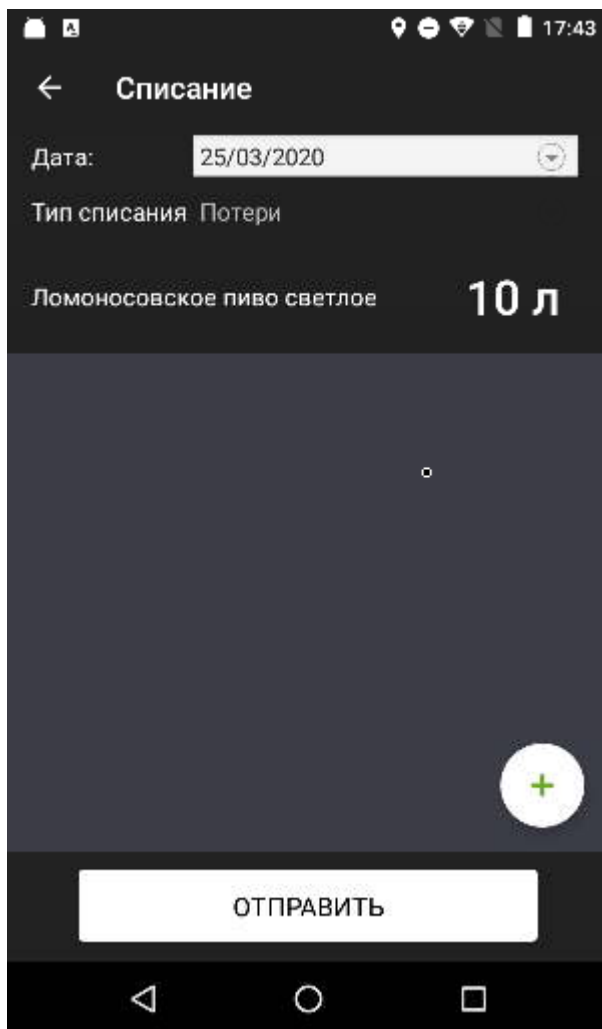 17:43
Списание
Дата: 25/03/2020
Тип списания Потери
Ломоносовское пиво светлое 10 л
ОТПРАВИТЬ